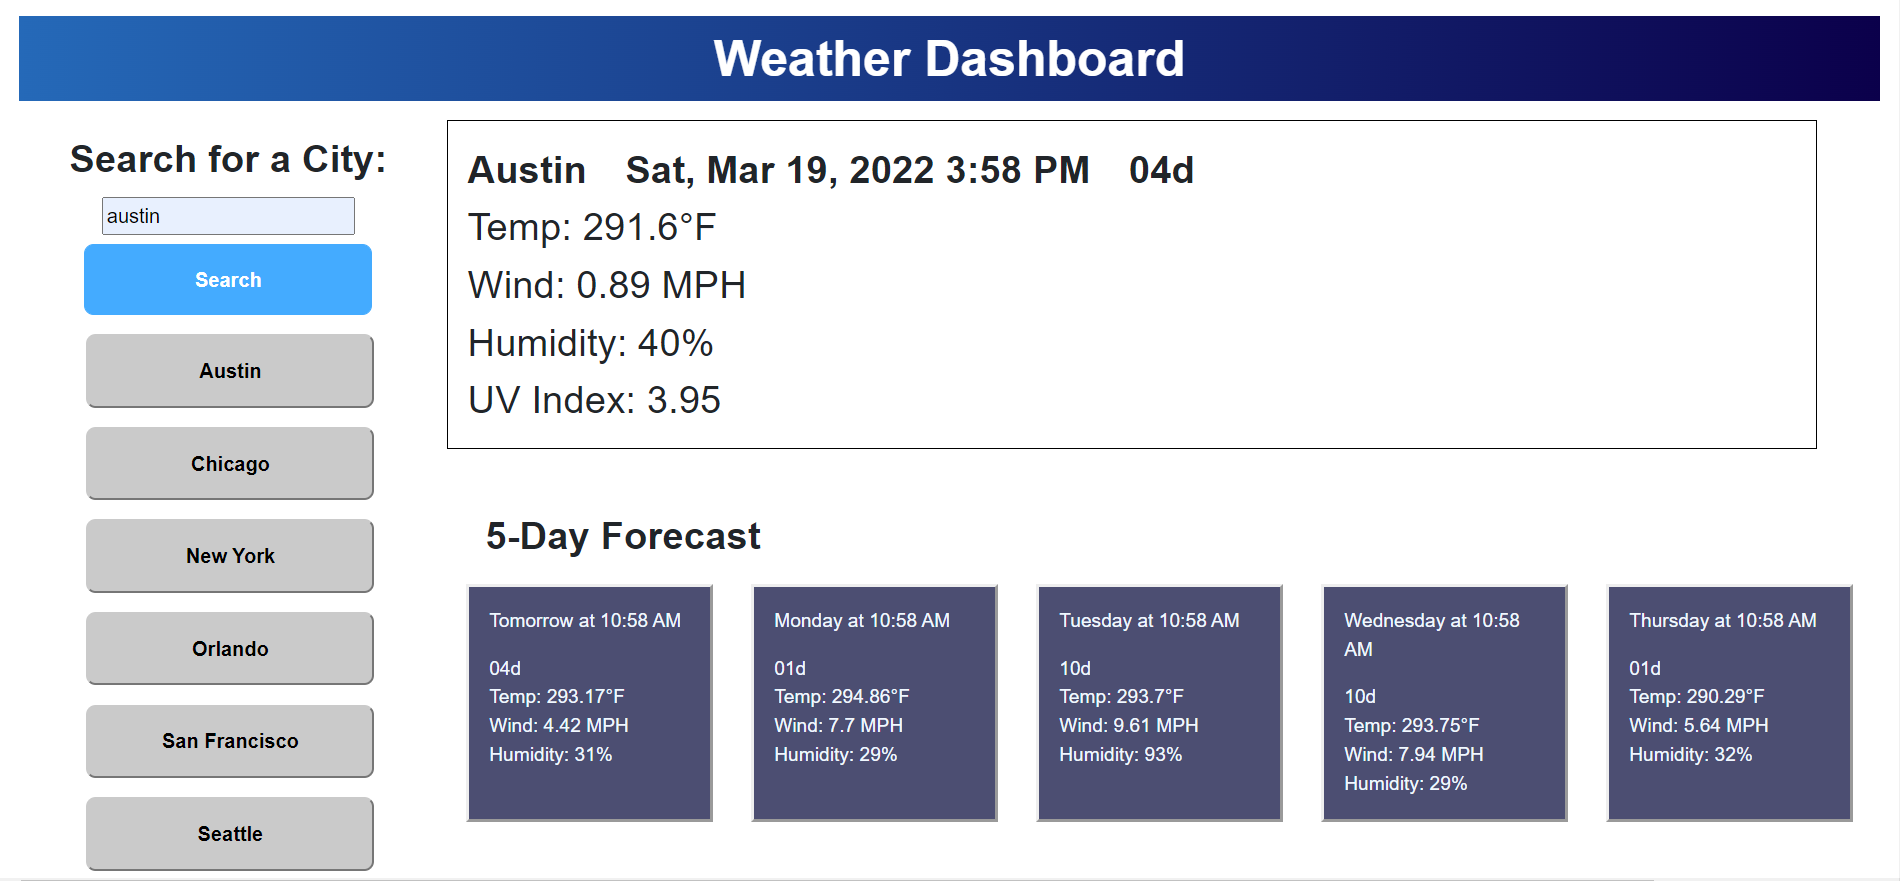 Weather Dashboard
Search for a City:
austin
Search
Austin
Chicago
New York
Orlando
San Francisco
Seattle
Austin Sat, Mar 19, 2022 3:58 PM 04d
Temp: 291.6°F
Wind: 0.89 MPH
Humidity: 40%
UV Index: 3.95
5-Day Forecast
Tomorrow at 10:58 AM
04d
Temp: 293.17°F
Wind: 4.42 MPH
Humidity: 31%
Monday at 10:58 AM
01d
Temp: 294.86°F
Wind: 7.7 MPH
Humidity: 29%
Tuesday at 10:58 AM
10d
Temp: 293.7°F
Wind: 9.61 MPH
Humidity: 93%
Wednesday at 10:58
AM
10d
Temp: 293.75°F
Wind: 7.94 MPH
Humidity: 29%
Thursday at 10:58 AM
01d
Temp: 290.29°F
Wind: 5.64 MPH
Humidity: 32%